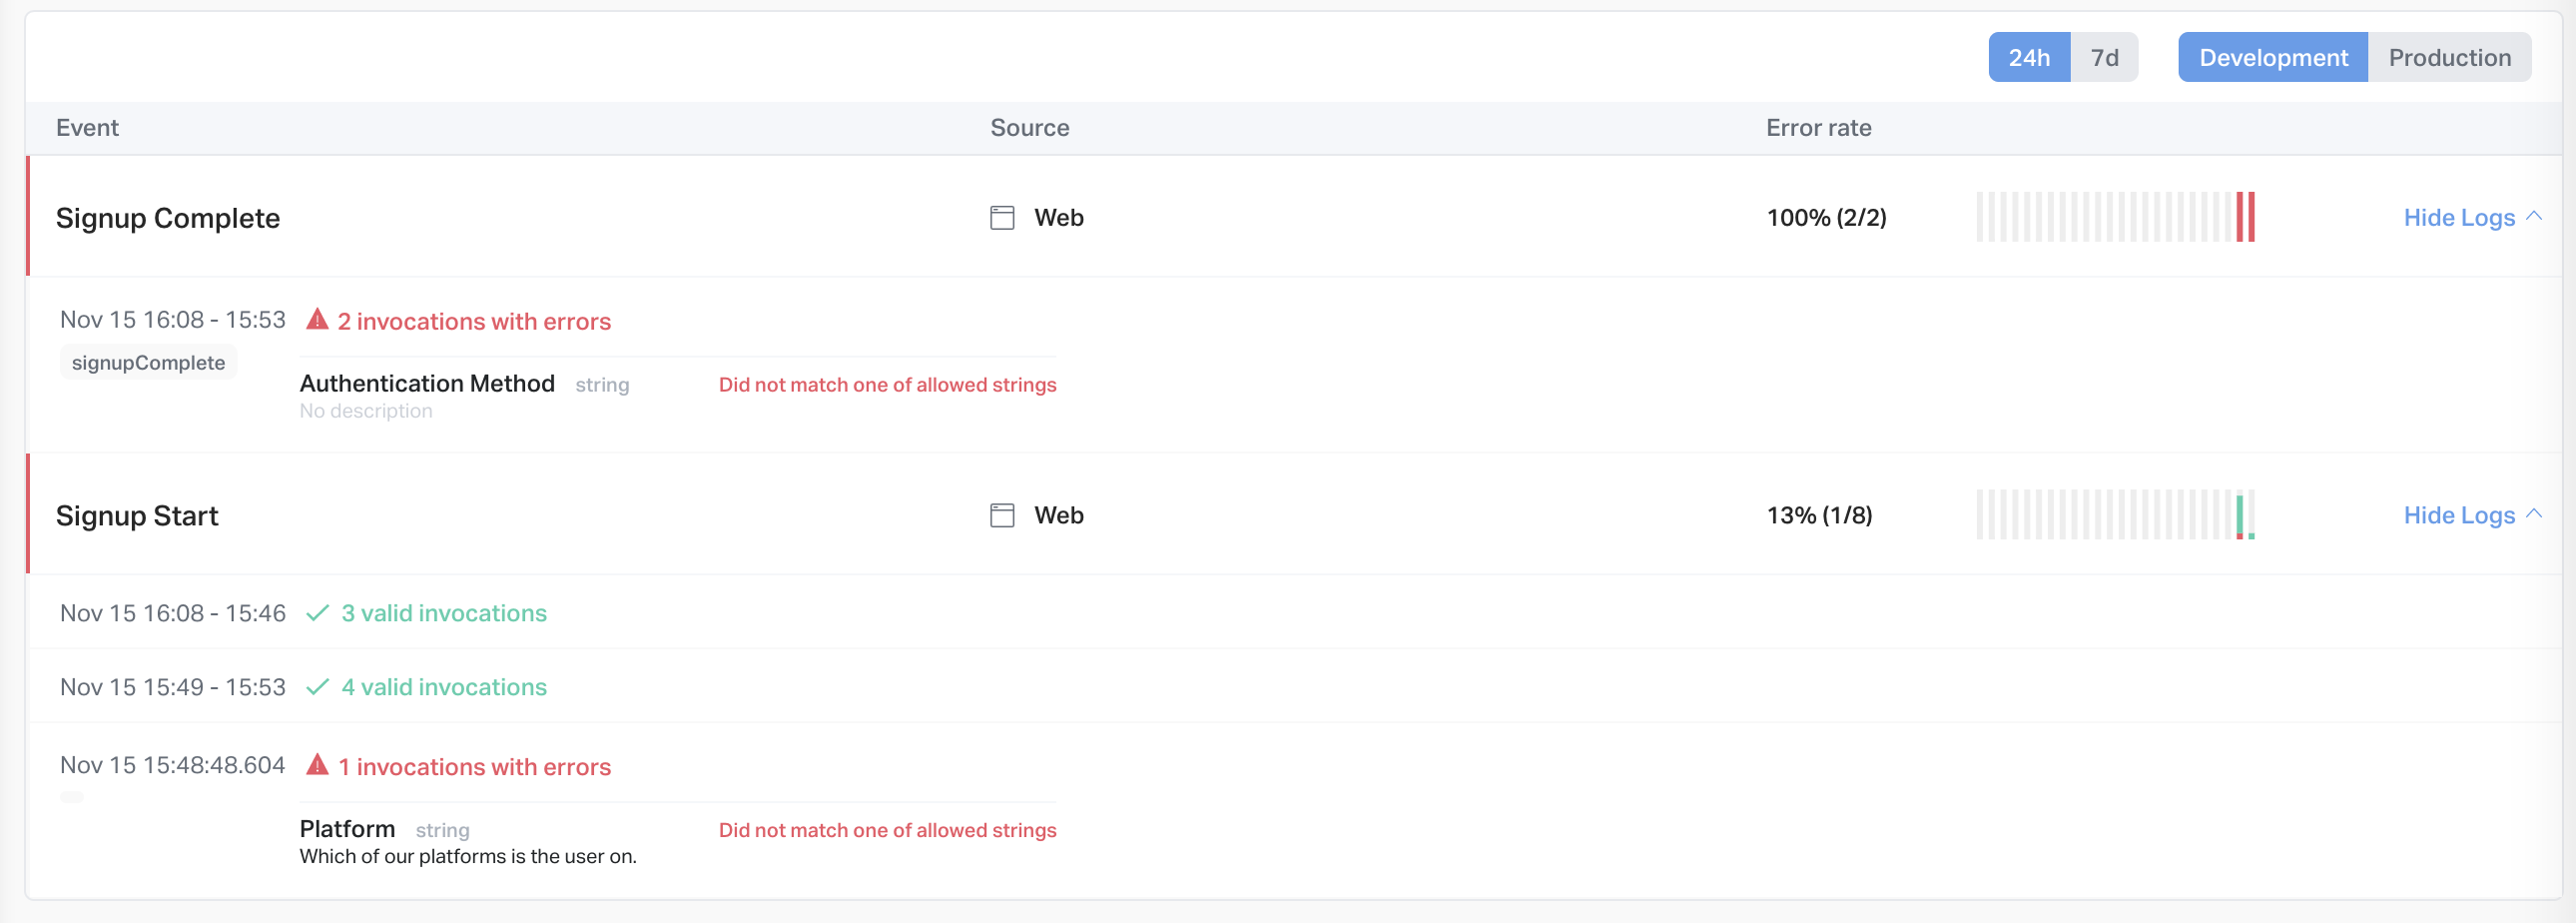 24h 7d Development Production
Event Source Error rate
Signup Complete Web 100% (2/2) Hide Logs
Nov 15 16:08 - 15:53 2 invocations with errors
signupComplete
Authentication Method string Did not match one of allowed strings
No description
Signup Start Web 13% (1/8) Hide Logs
Nov 15 16:08 - 15:46 3 valid invocations
Nov 15 15:49 - 15:53 4 valid invocations
Nov 15 15:48:48.604 1 invocations with errors
Platform string Did not match one of allowed strings
Which of our platforms is the user on.